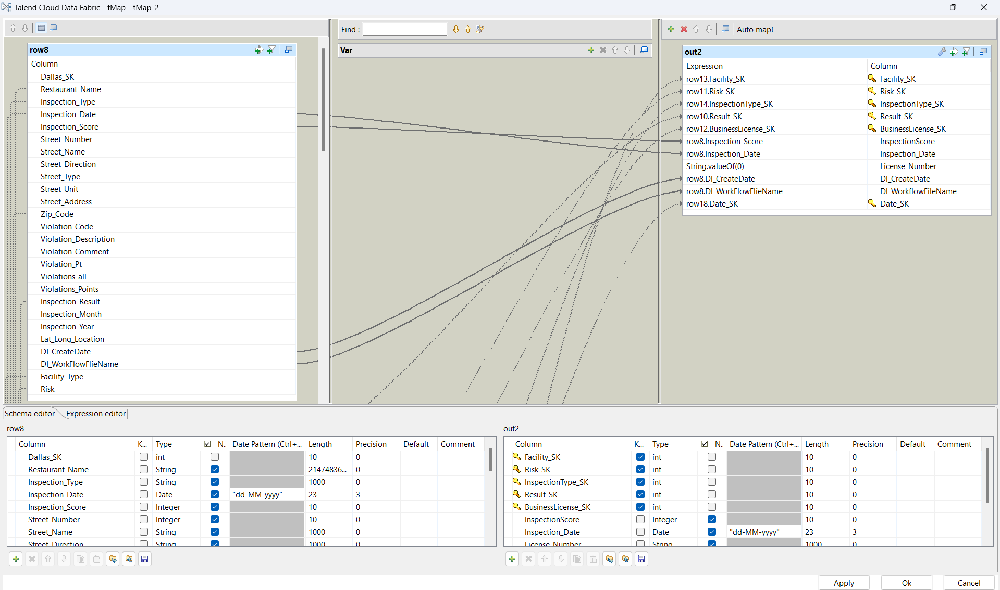 Talend Cloud Data Fabric - tMap - tMap_2
Find :
Auto map!
row8
Column
Dallas_SK
Restaurant_Name
Inspection_Type
Inspection_Date
Inspection_Score
Street_Number
Street_Name
Street_Direction
Street_Type
Street_Unit
Street_Address
Zip_Code
Violation_Code
Violation_Description
Violation_Comment
Violation_Pt
Violations_all
Violations_Points
Inspection_Result
Inspection_Month
Inspection_Year
Lat_Long_Location
DI_CreateDate
DI_WorkFlowFlieName
Facility_Type
Risk
Var
out2
Expression Column
row13.Facility_SK Facility_SK
row11.Risk_SK Risk_SK
row14.InspectionType_SK InspectionType_SK
row10.Result_SK Result_SK
row12.BusinessLicense_SK BusinessLicense_SK
row8.Inspection_Score InspectionScore
row8.Inspection_Date Inspection_Date
String.valueOf(0) License_Number
row8.DI_CreateDate DI_CreateDate
row8.DI_WorkFlowFlieName DI_WorkflowFileName
row18.Date_SK Date_SK
Schema editor Expression editor
row8
Column K... Type N.. Date Pattern (Ctrl+... Length Precision Default Comment
Dallas_SK int 10 0
Restaurant_Name String 21474836... 0
Inspection_Type String 1000 0
Inspection_Date Date "dd-MM-yyyy" 23 3
Inspection_Score Integer 10 0
Street_Number Integer 10 0
Street_Name String 1000 0
Street_Direction String 1000 0
out2
Column K... Type N.. Date Pattern (Ctrl+... Length Precision Default Comment
Facility_SK int 10 0
Risk_SK int 10 0
InspectionType_SK int 10 0
Result_SK int 10 0
BusinessLicense_SK int 10 0
InspectionScore Integer 10 0
Inspection_Date Date "dd-MM-yyyy" 23 3
License_Number String 1000 0
Apply Ok Cancel